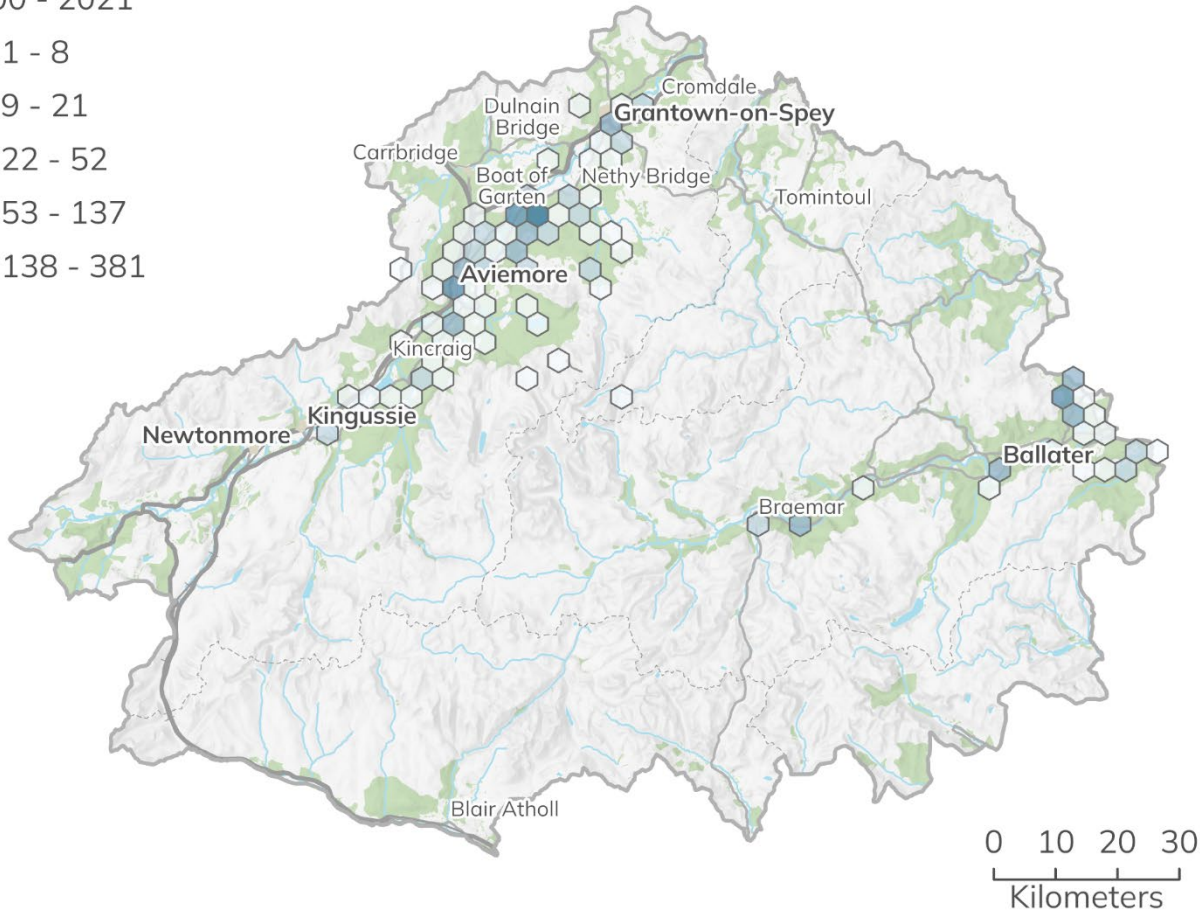 - 2021
1 - 8
9 - 21
22 - 52
53 - 137
138 - 381
Cromdale
Dulnain
Bridge
Grantown-on-Spey
Carrbridge
Boat of
Garten
Nethy Bridge
Tomintoul
Aviemore
Kincraig
Kingussie
Newtonmore
Ballater
Braemar
Blair Atholl
0 10 20 30
Kilometers